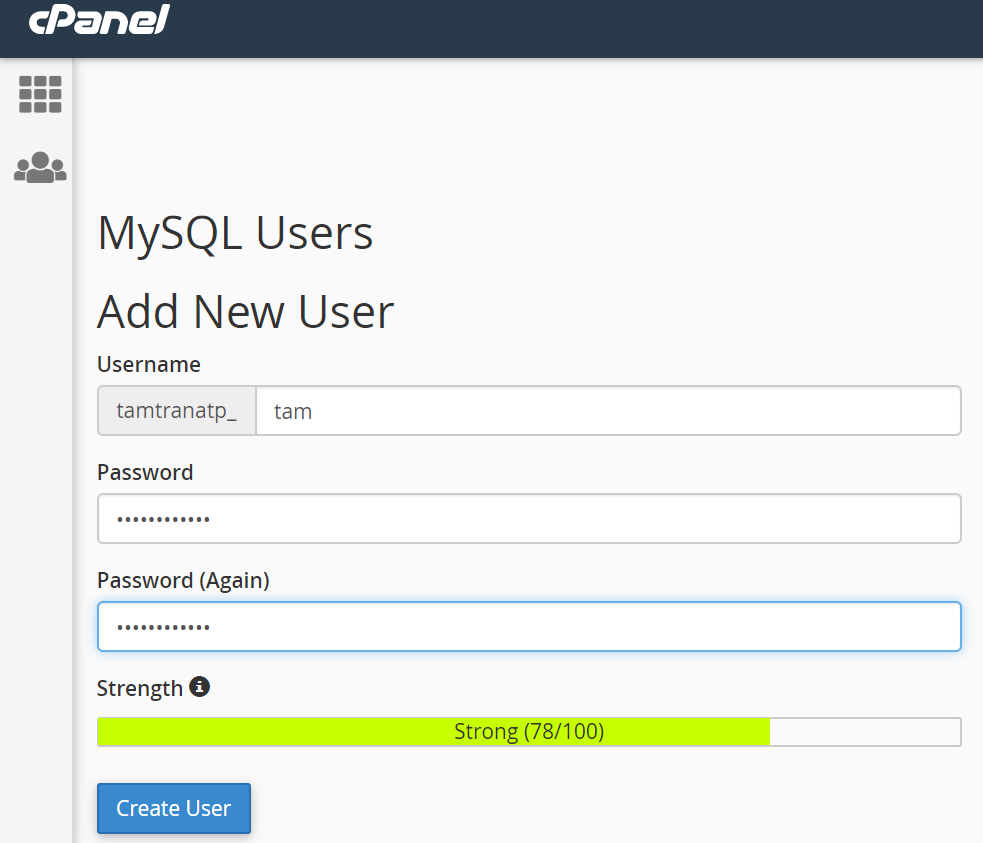 cPanel
MySQL Users
Add New User
Username
tamtranatp_ tam
Password
••••••••••••
Password (Again)
••••••••••••
Strength
Strong (78/100)
Create User